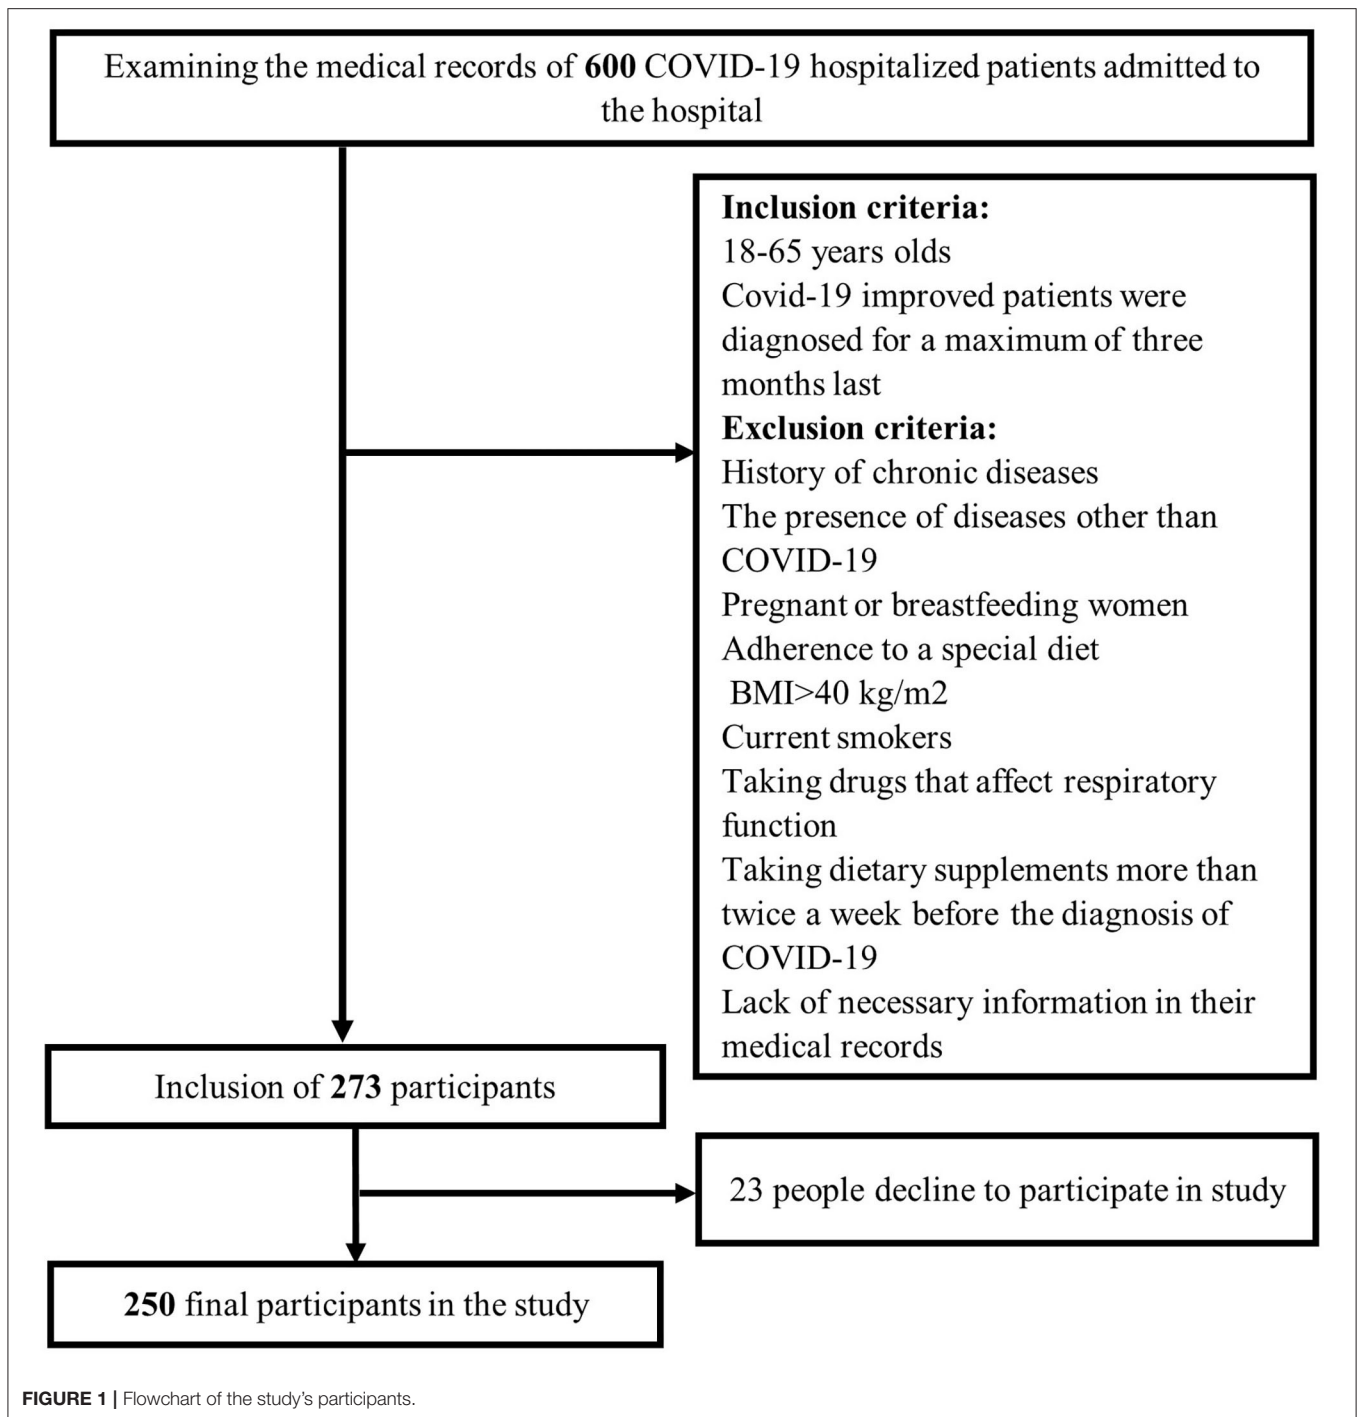 Examining the medical records of 600 COVID-19 hospitalized patients admitted to
the hospital
Inclusion criteria:
18-65 years olds
Covid-19 improved patients were
diagnosed for a maximum of three
months last
Exclusion criteria:
History of chronic diseases
The presence of diseases other than
COVID-19
Pregnant or breastfeeding women
Adherence to a special diet
BMI>40 kg/m2
Current smokers
Taking drugs that affect respiratory
function
Taking dietary supplements more than
twice a week before the diagnosis of
COVID-19
Lack of necessary information in their
medical records
Inclusion of 273 participants
23 people decline to participate in study
250 final participants in the study
FIGURE 1 | Flowchart of the study's participants.